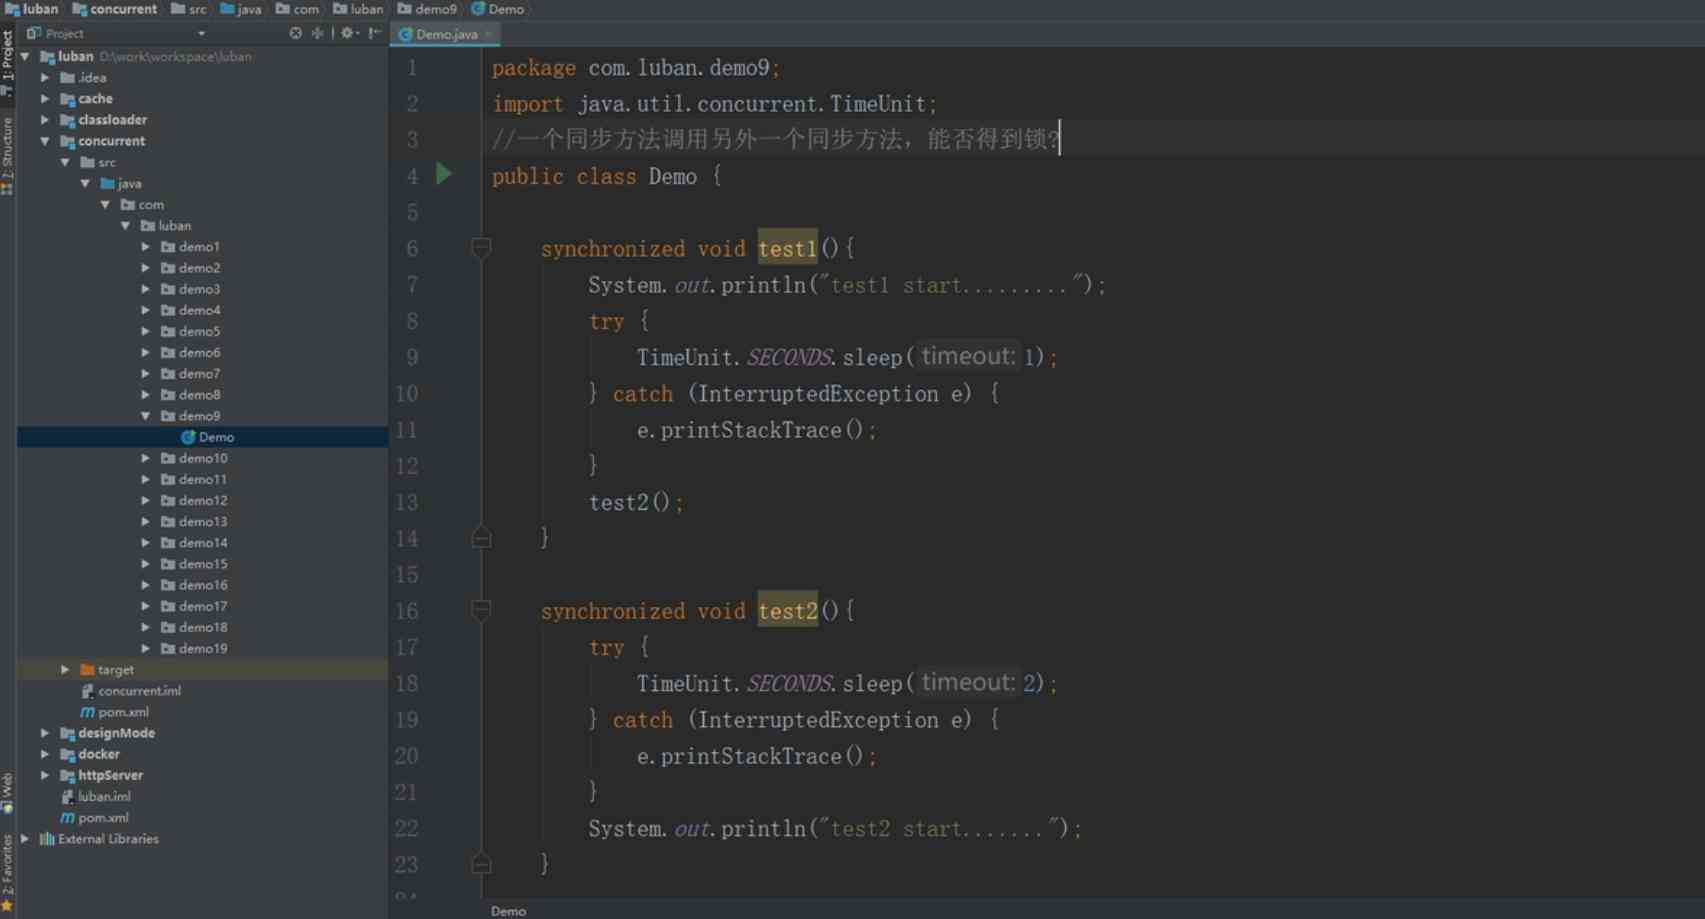 luban concurrent src java com luban demo9 Demo
Project
Demo.java
1: Project
7: Structure
Web
2: Favorites
luban D:\work\workspace\luban
.idea
cache
classloader
concurrent
src
java
com
luban
demo1
demo2
demo3
demo4
demo5
demo6
demo7
demo8
demo9
Demo
demo10
demo11
demo12
demo13
demo14
demo15
demo16
demo17
demo18
demo19
target
concurrent.iml
pom.xml
designMode
docker
httpServer
luban.iml
pom.xml
External Libraries
1 package com.luban.demo9;
2 import java.util.concurrent.TimeUnit;
3 //一个同步方法调用另外一个同步方法，能否得到锁?
4 public class Demo {
5
6 synchronized void test1(){
7 System.out.println("test1 start.........");
8 try {
9 TimeUnit.SECONDS.sleep( timeout: 1);
10 } catch (InterruptedException e) {
11 e.printStackTrace();
12 }
13 test2();
14 }
15
16 synchronized void test2(){
17 try {
18 TimeUnit.SECONDS.sleep( timeout: 2);
19 } catch (InterruptedException e) {
20 e.printStackTrace();
21 }
22 System.out.println("test2 start.......");
23 }
Demo